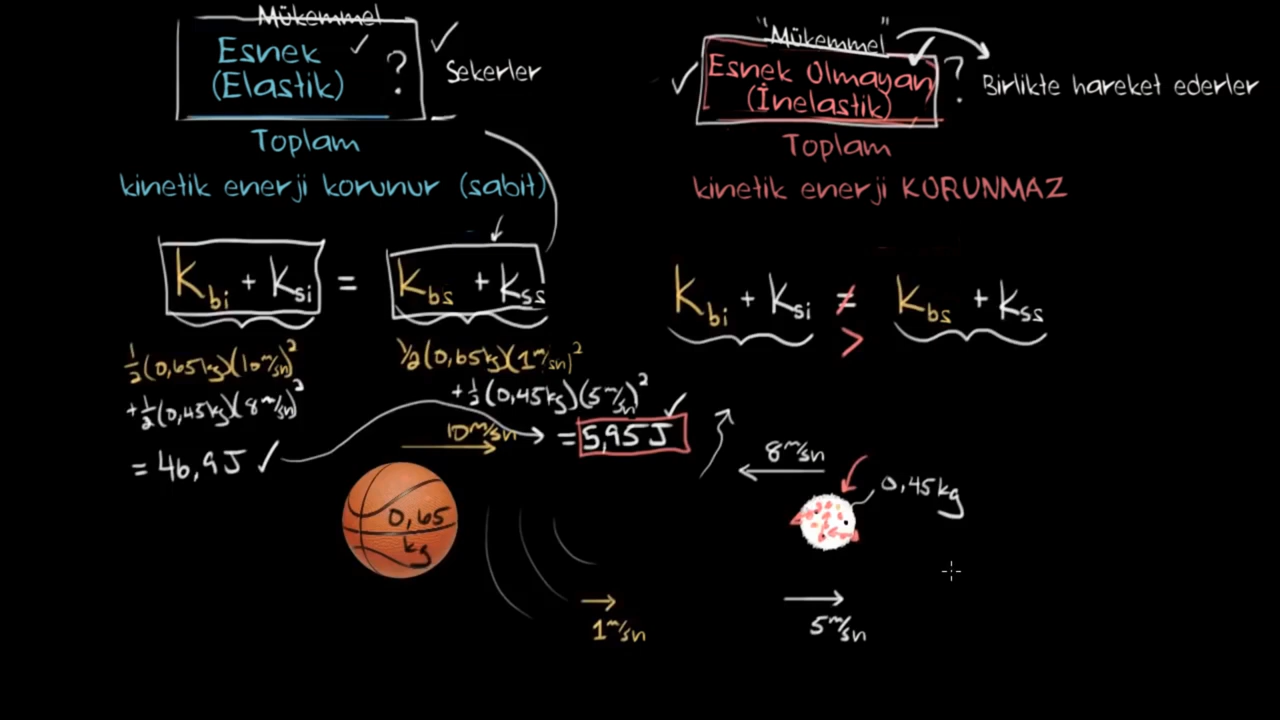 Mükemmel
Esnek
(Elastik)
?
Sekerler
Toplam
kinetik enerji korunur (sabit)
K_bi + K_si = K_bs + K_ss
½(0,65kg)(10m/sn)²
+½(0,45kg)(8m/sn)²
= 46,9J
½(0,65kg)(1m/sn)²
+½(0,45kg)(5m/sn)²
= 5,95J
"Mükemmel"
Esnek Olmayan
(İnelastik)
?
Birlikte hareket ederler
Toplam
kinetik enerji KORUNMAZ
K_bi + K_si ≠ K_bs + K_ss
>
10m/sn
0,65
kg
8m/sn
0,45kg
1m/sn
5m/sn